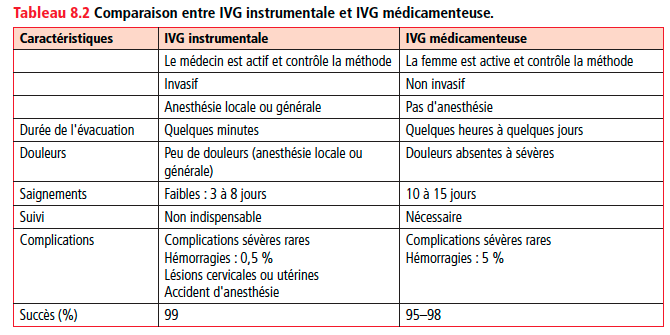 Tableau 8.2 Comparaison entre IVG instrumentale et IVG médicamenteuse.
Caractéristiques IVG instrumentale IVG médicamenteuse
Le médecin est actif et contrôle la méthode La femme est active et contrôle la méthode
Invasif Non invasif
Anesthésie locale ou générale Pas d'anesthésie
Durée de l'évacuation Quelques minutes Quelques heures à quelques jours
Douleurs Peu de douleurs (anesthésie locale ou Douleurs absentes à sévères
générale)
Saignements Faibles : 3 à 8 jours 10 à 15 jours
Suivi Non indispensable Nécessaire
Complications Complications sévères rares Complications sévères rares
Hémorragies : 0,5 % Hémorragies : 5 %
Lésions cervicales ou utérines
Accident d'anesthésie
Succès (%) 99 95–98